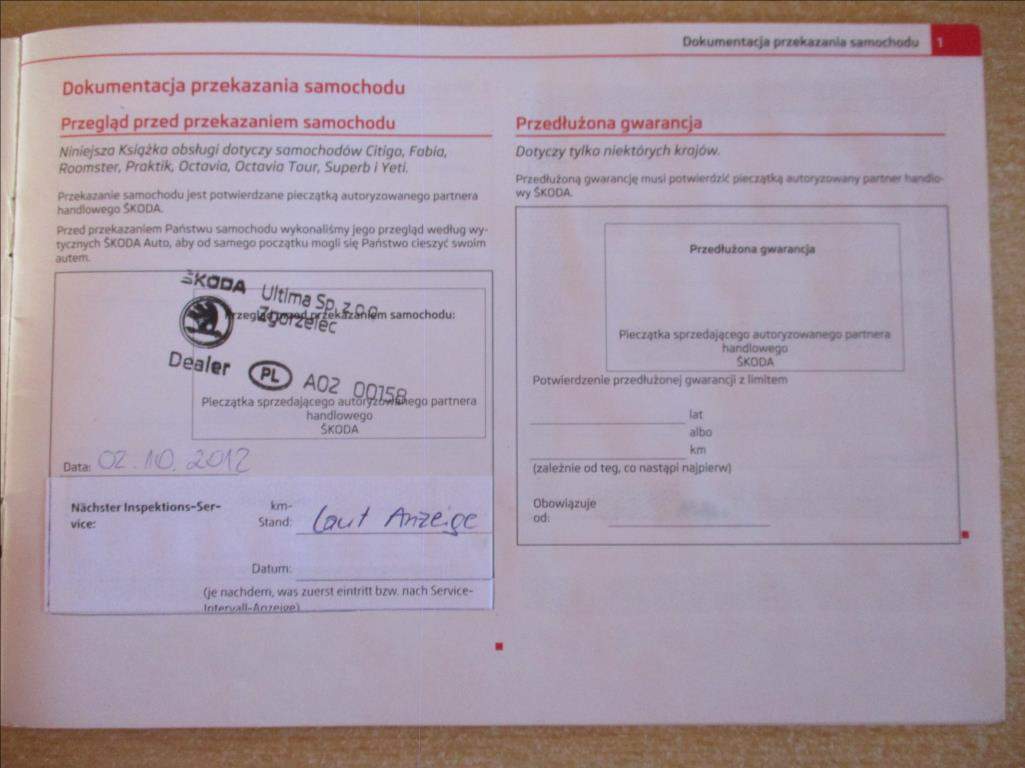 Dokumentacja przekazania samochodu 1
Dokumentacja przekazania samochodu
Przegląd przed przekazaniem samochodu
Niniejsza Książka obsługi dotyczy samochodów Citigo, Fabia,
Roomster, Praktik, Octavia, Octavia Tour, Superb i Yeti.
Przekazanie samochodu jest potwierdzane pieczątką autoryzowanego partnera
handlowego ŠKODA.
Przed przekazaniem Państwu samochodu wykonaliśmy jego przegląd według wy-
tycznych ŠKODA Auto, aby od samego początku mogli się Państwo cieszyć swoim
autem.
ŠKODA Ultima Sp. z o.o.
Zgorzelec
Przegląd przed przekazaniem samochodu:
Dealer PL A02 00158
Pieczątka sprzedającego autoryzowanego partnera
handlowego
ŠKODA
Data: 02.10.2012
Nächster Inspektions-Ser-
vice:
km-
Stand: laut Anzeige
Datum:
(je nachdem, was zuerst eintritt bzw. nach Service-
Intervall-Anzeige)
Przedłużona gwarancja
Dotyczy tylko niektórych krajów.
Przedłużoną gwarancję musi potwierdzić pieczątką autoryzowany partner handlo-
wy ŠKODA.
Przedłużona gwarancja
Pieczątka sprzedającego autoryzowanego partnera
handlowego
ŠKODA
Potwierdzenie przedłużonej gwarancji z limitem
lat
albo
km
(zależnie od teg, co nastąpi najpierw)
Obowiązuje
od: